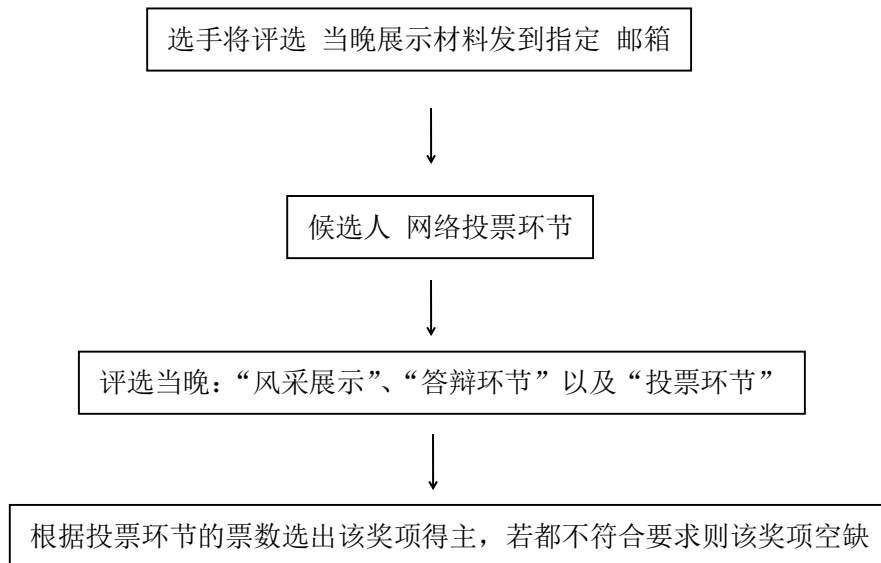 选手将评选 当晚展示材料发到指定 邮箱
候选人 网络投票环节
评选当晚：“风采展示”、“答辩环节”以及“投票环节”
根据投票环节的票数选出该奖项得主，若都不符合要求则该奖项空缺